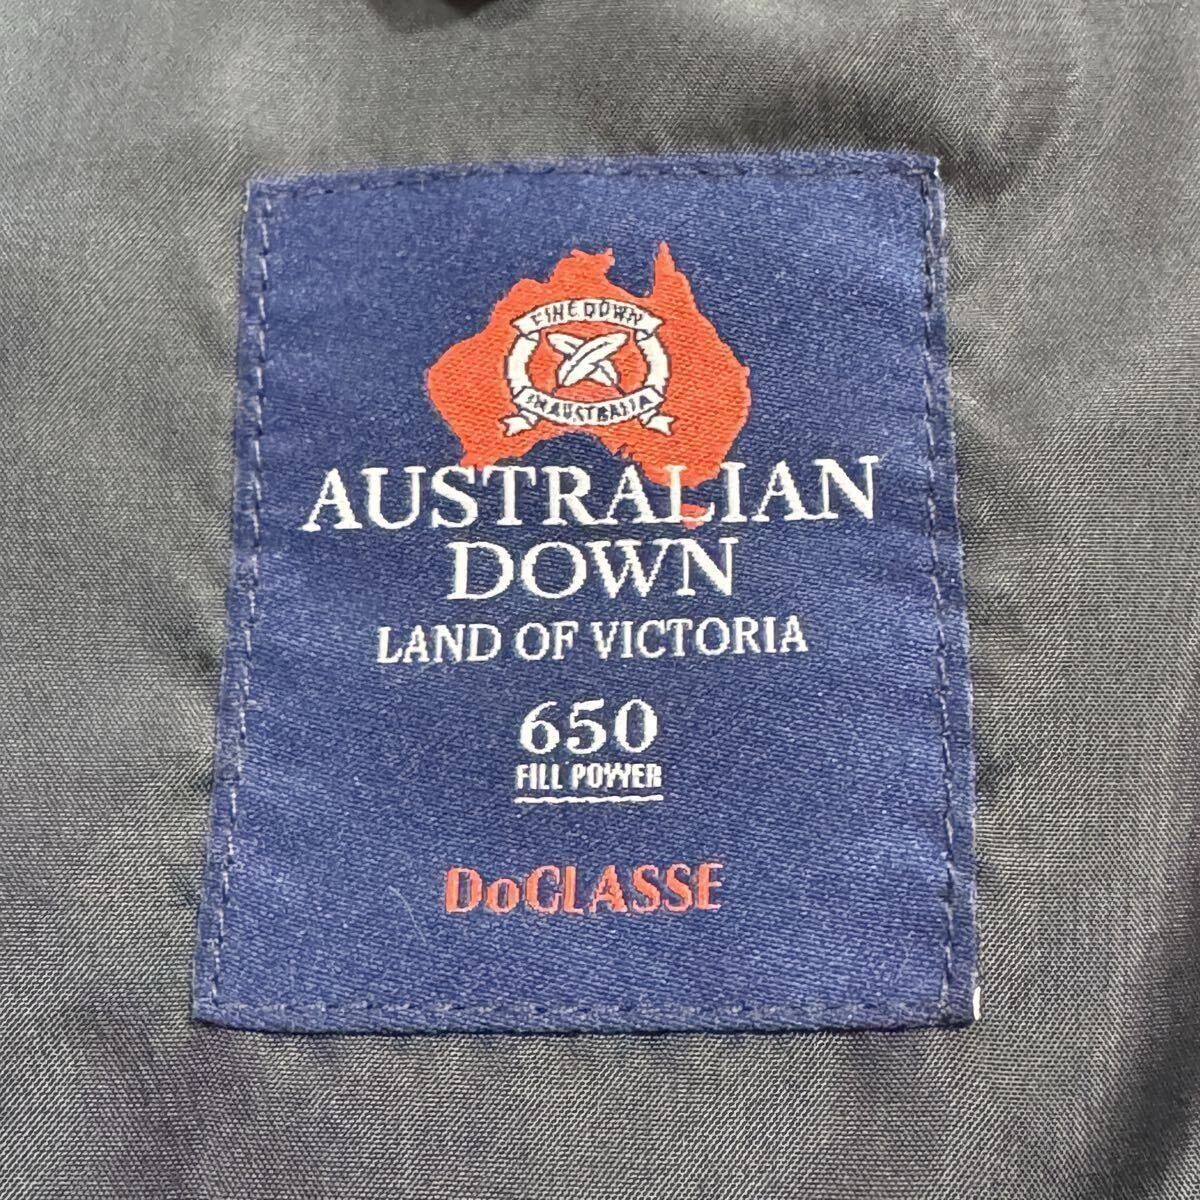 FINE DOWN
IN AUSTRALIA
AUSTRALIAN
DOWN
LAND OF VICTORIA
650
FILL POWER
DoCLASSE